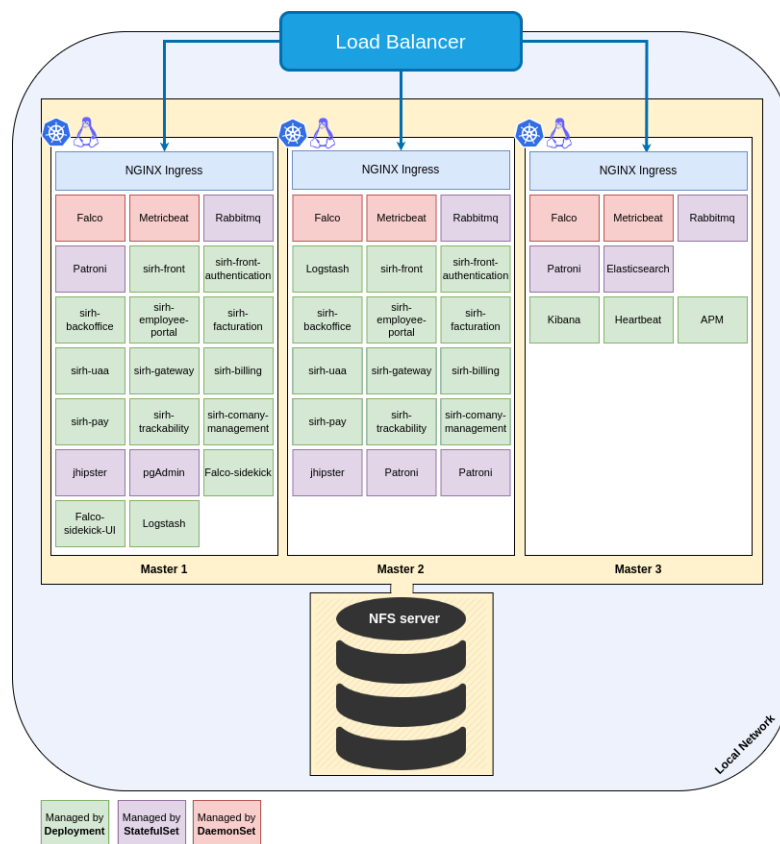 Load Balancer
NGINX Ingress
Falco
Metricbeat
Rabbitmq
Patroni
sirh-front
sirh-front-
authentication
sirh-
backoffice
sirh-
employee-
portal
sirh-
facturation
sirh-uaa
sirh-gateway
sirh-billing
sirh-pay
sirh-
trackability
sirh-comany-
management
jhipster
pgAdmin
Falco-sidekick
Falco-
sidekick-UI
Logstash
Master 1
NGINX Ingress
Falco
Metricbeat
Rabbitmq
Logstash
sirh-front
sirh-front-
authentication
sirh-
backoffice
sirh-
employee-
portal
sirh-
facturation
sirh-uaa
sirh-gateway
sirh-billing
sirh-pay
sirh-
trackability
sirh-comany-
management
jhipster
Patroni
Patroni
Master 2
NGINX Ingress
Falco
Metricbeat
Rabbitmq
Patroni
Elasticsearch
Kibana
Heartbeat
APM
Master 3
NFS server
Local Network
Managed by
Deployment
Managed by
StatefulSet
Managed by
DaemonSet